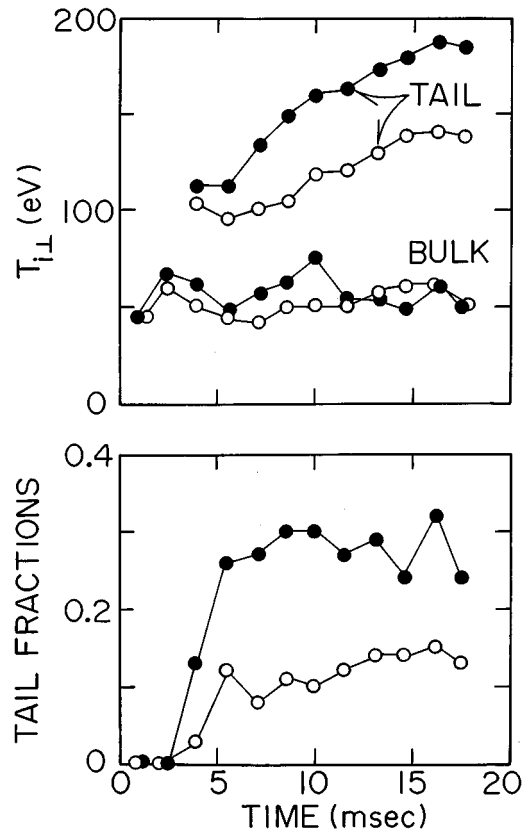 200
TAIL
T i⊥ (eV)
100
BULK
0
0.4
TAIL FRACTIONS
0.2
0
0 5 10 15 20
TIME (msec)